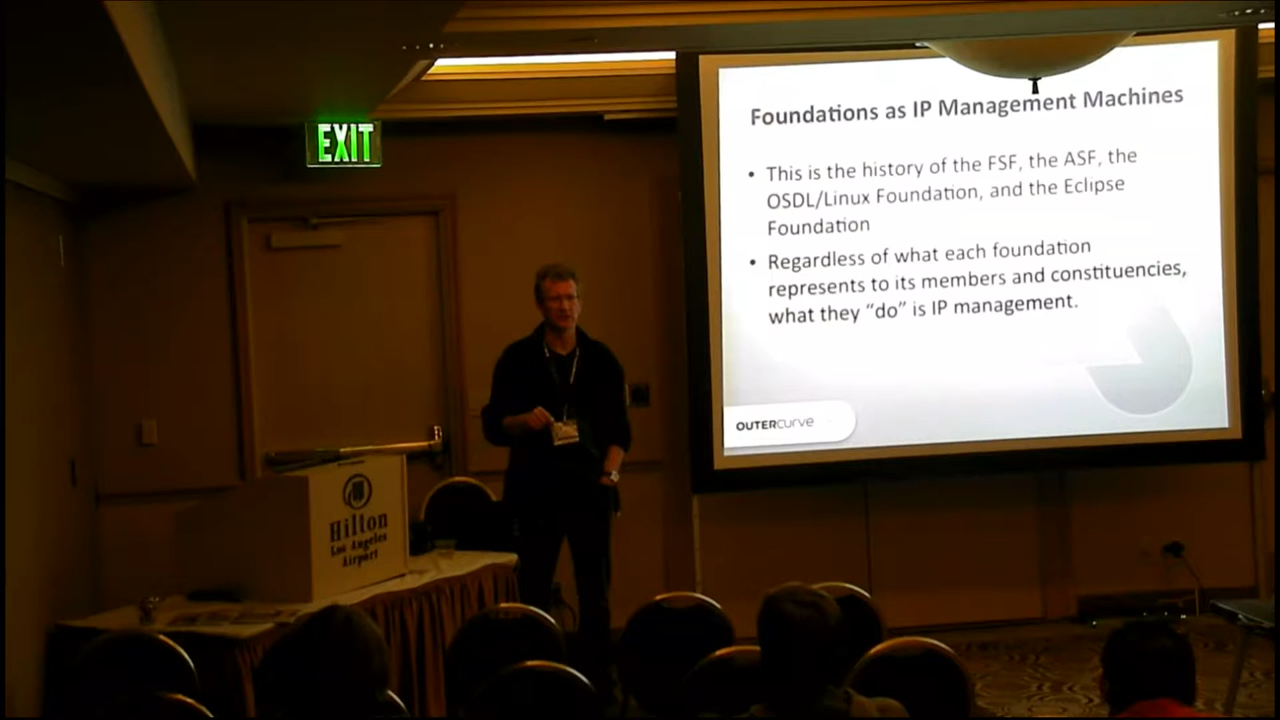 EXIT
Foundations as IP Management Machines
• This is the history of the FSF, the ASF, the
OSDL/Linux Foundation, and the Eclipse
Foundation
• Regardless of what each foundation
represents to its members and constituencies,
what they “do” is IP management.
OUTERcurve
Hilton
Los Angeles
Airport